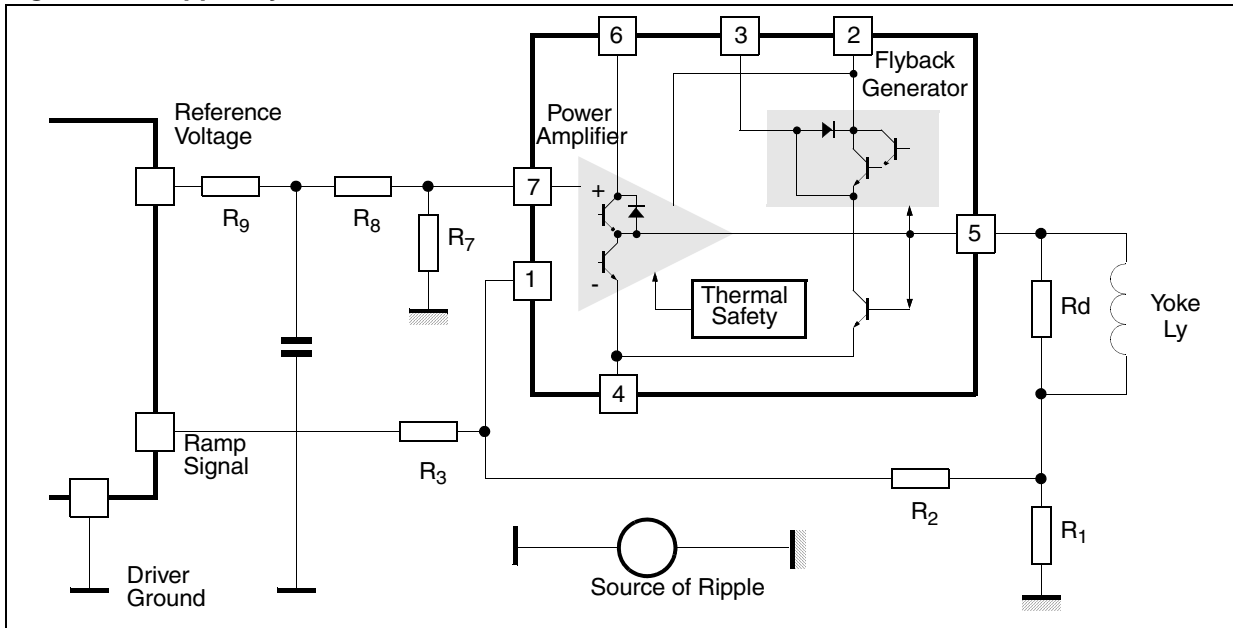 6
3
2
Flyback
Generator
Reference
Voltage
Power
Amplifier
7
+
R9
R8
R7
5
1
-
Thermal
Safety
Rd
Yoke
Ly
4
Ramp
Signal
R3
R2
R1
Driver
Ground
Source of Ripple